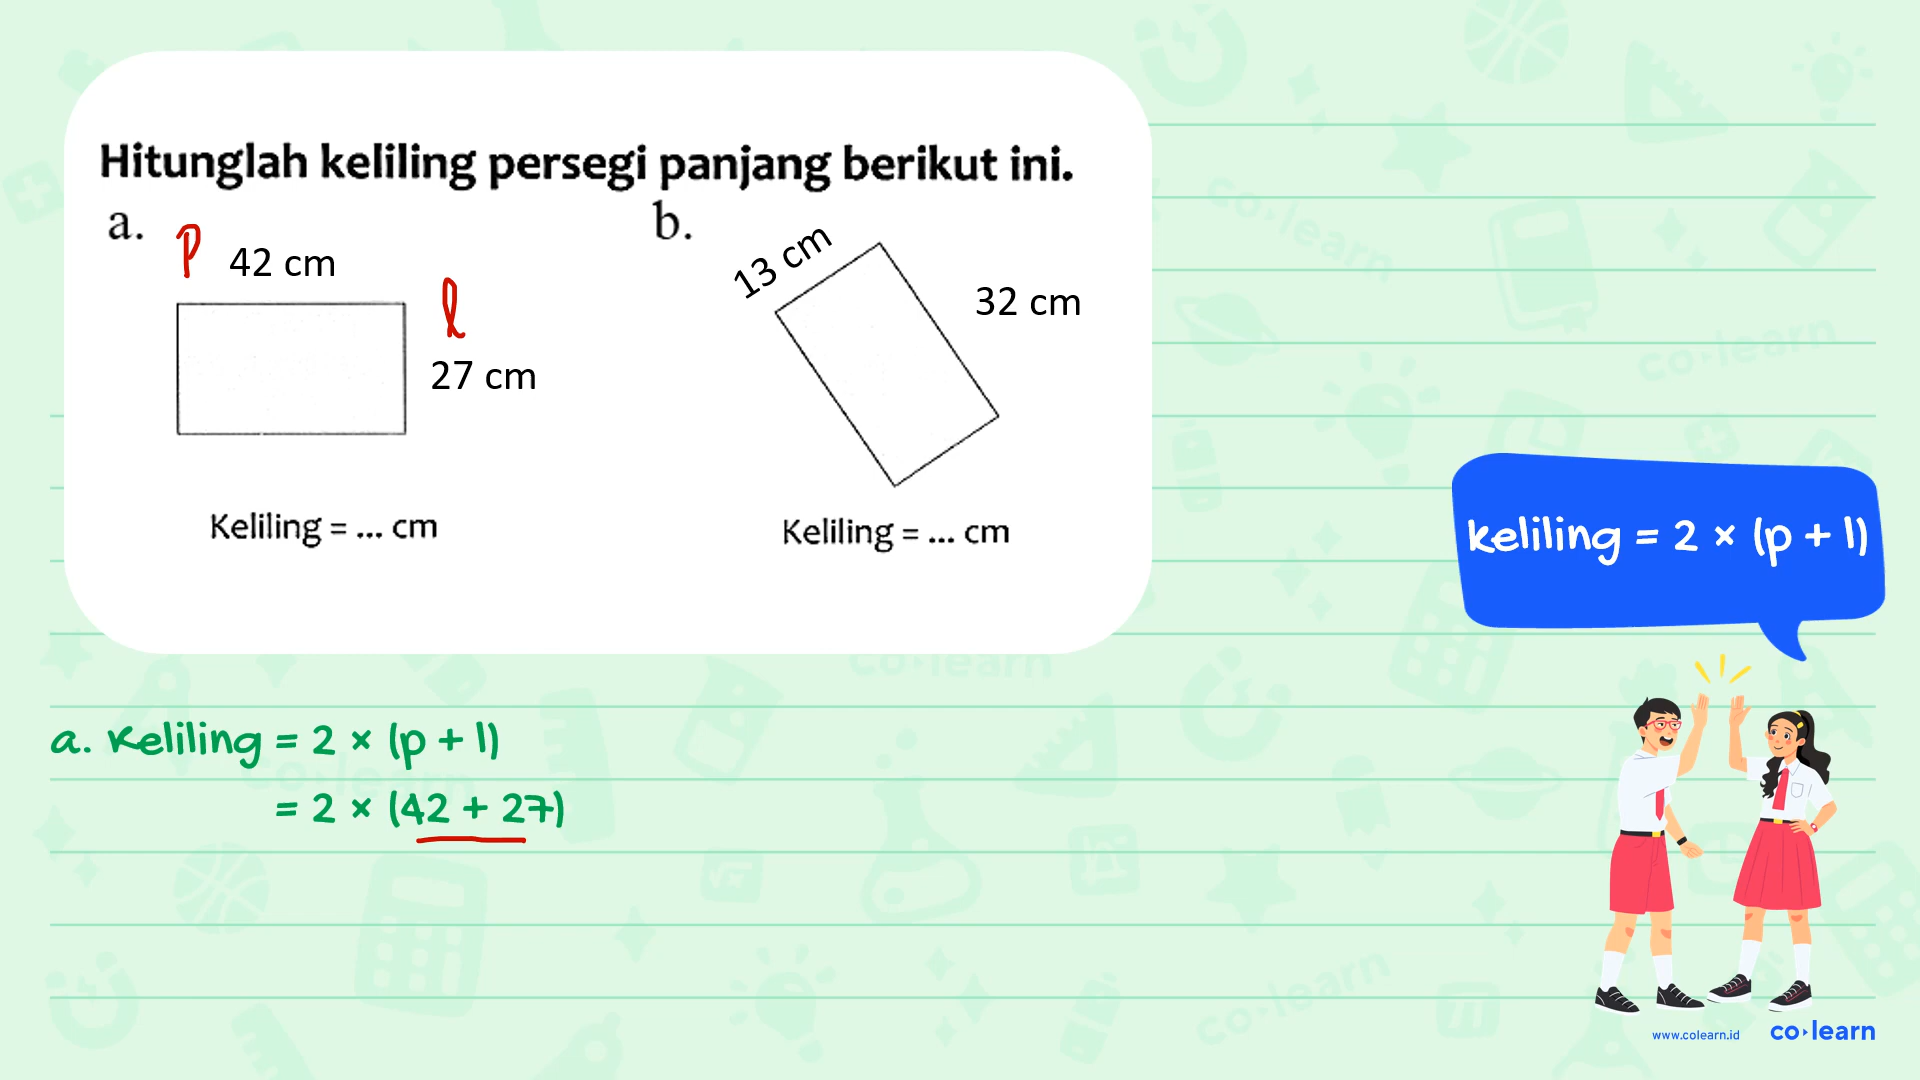 Hitunglah keliling persegi panjang berikut ini.
a.
p
42 cm
l
27 cm
Keliling = ... cm
b.
13 cm
32 cm
Keliling = ... cm
keliling = 2 × (p + l)
a. Keliling = 2 × (p + l)
= 2 × (42 + 27)
www.colearn.id
co·learn